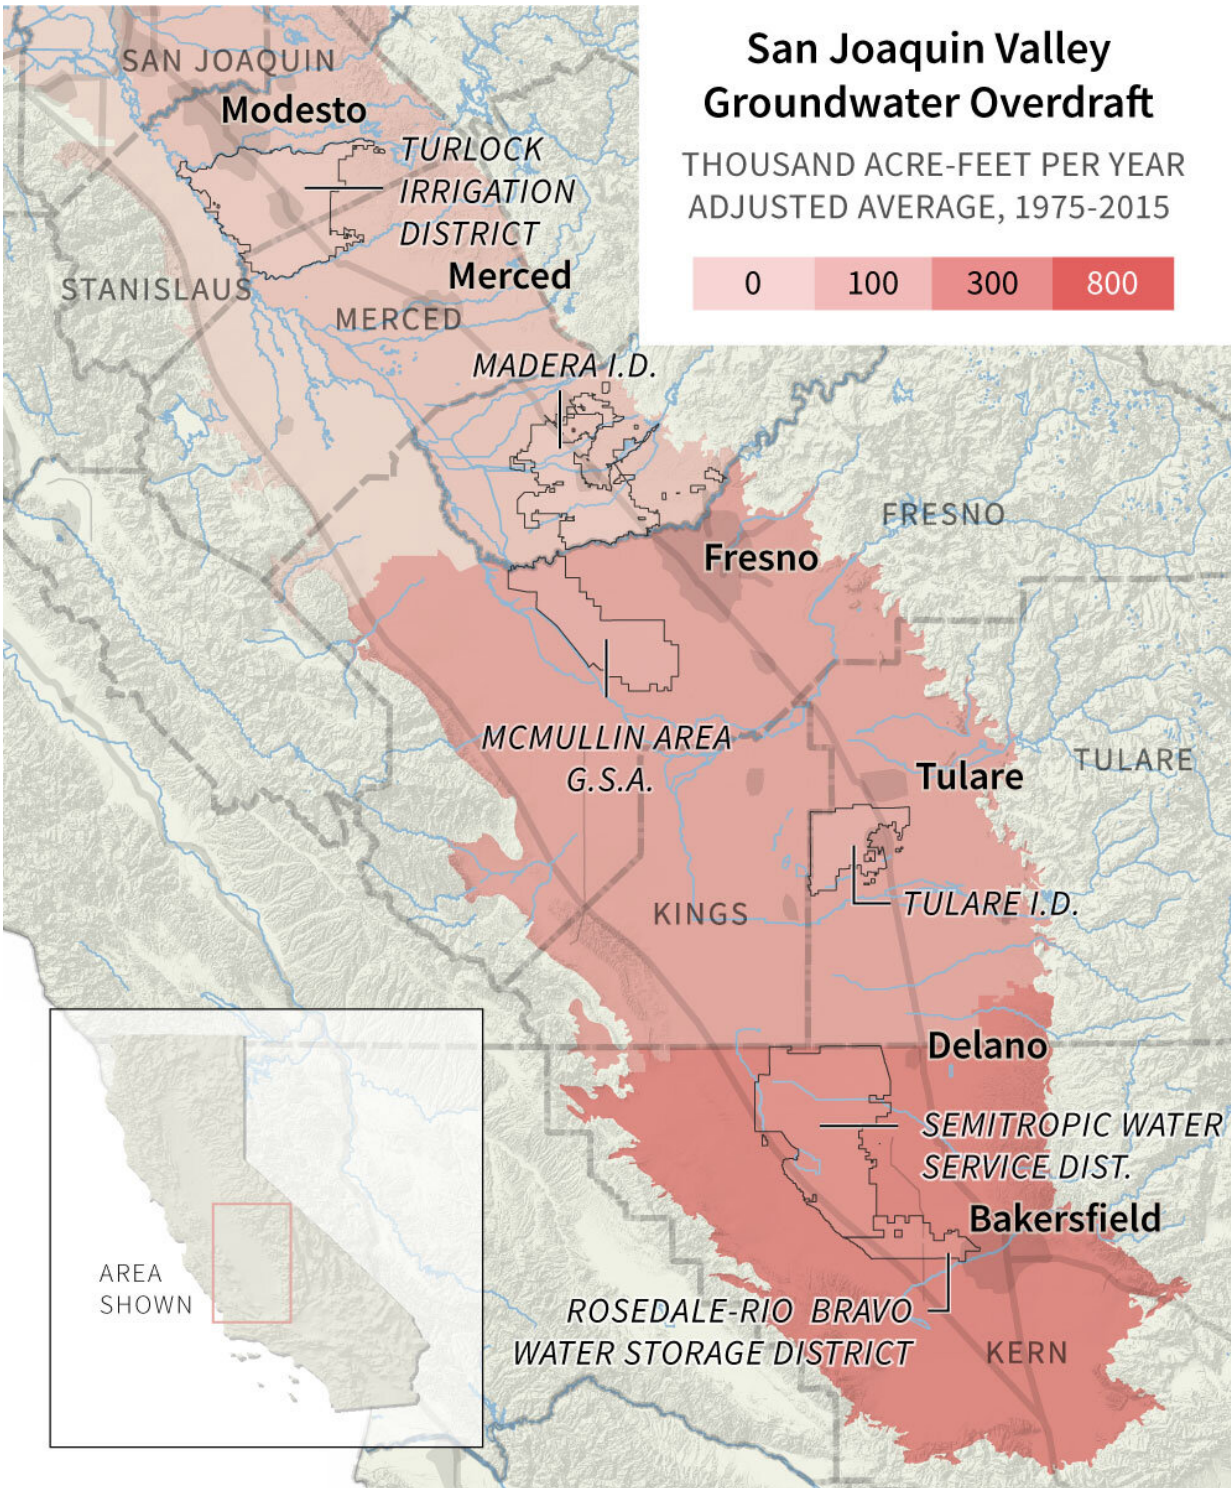 San Joaquin Valley
Groundwater Overdraft
THOUSAND ACRE-FEET PER YEAR
ADJUSTED AVERAGE, 1975-2015
0 100 300 800
SAN JOAQUIN
Modesto
TURLOCK
IRRIGATION
DISTRICT
Merced
STANISLAUS
MERCED
MADERA I.D.
FRESNO
Fresno
MCMULLIN AREA
G.S.A.
TULARE
Tulare
TULARE I.D.
KINGS
Delano
SEMITROPIC WATER
SERVICE DIST.
Bakersfield
AREA
SHOWN
ROSEDALE-RIO BRAVO
WATER STORAGE DISTRICT
KERN